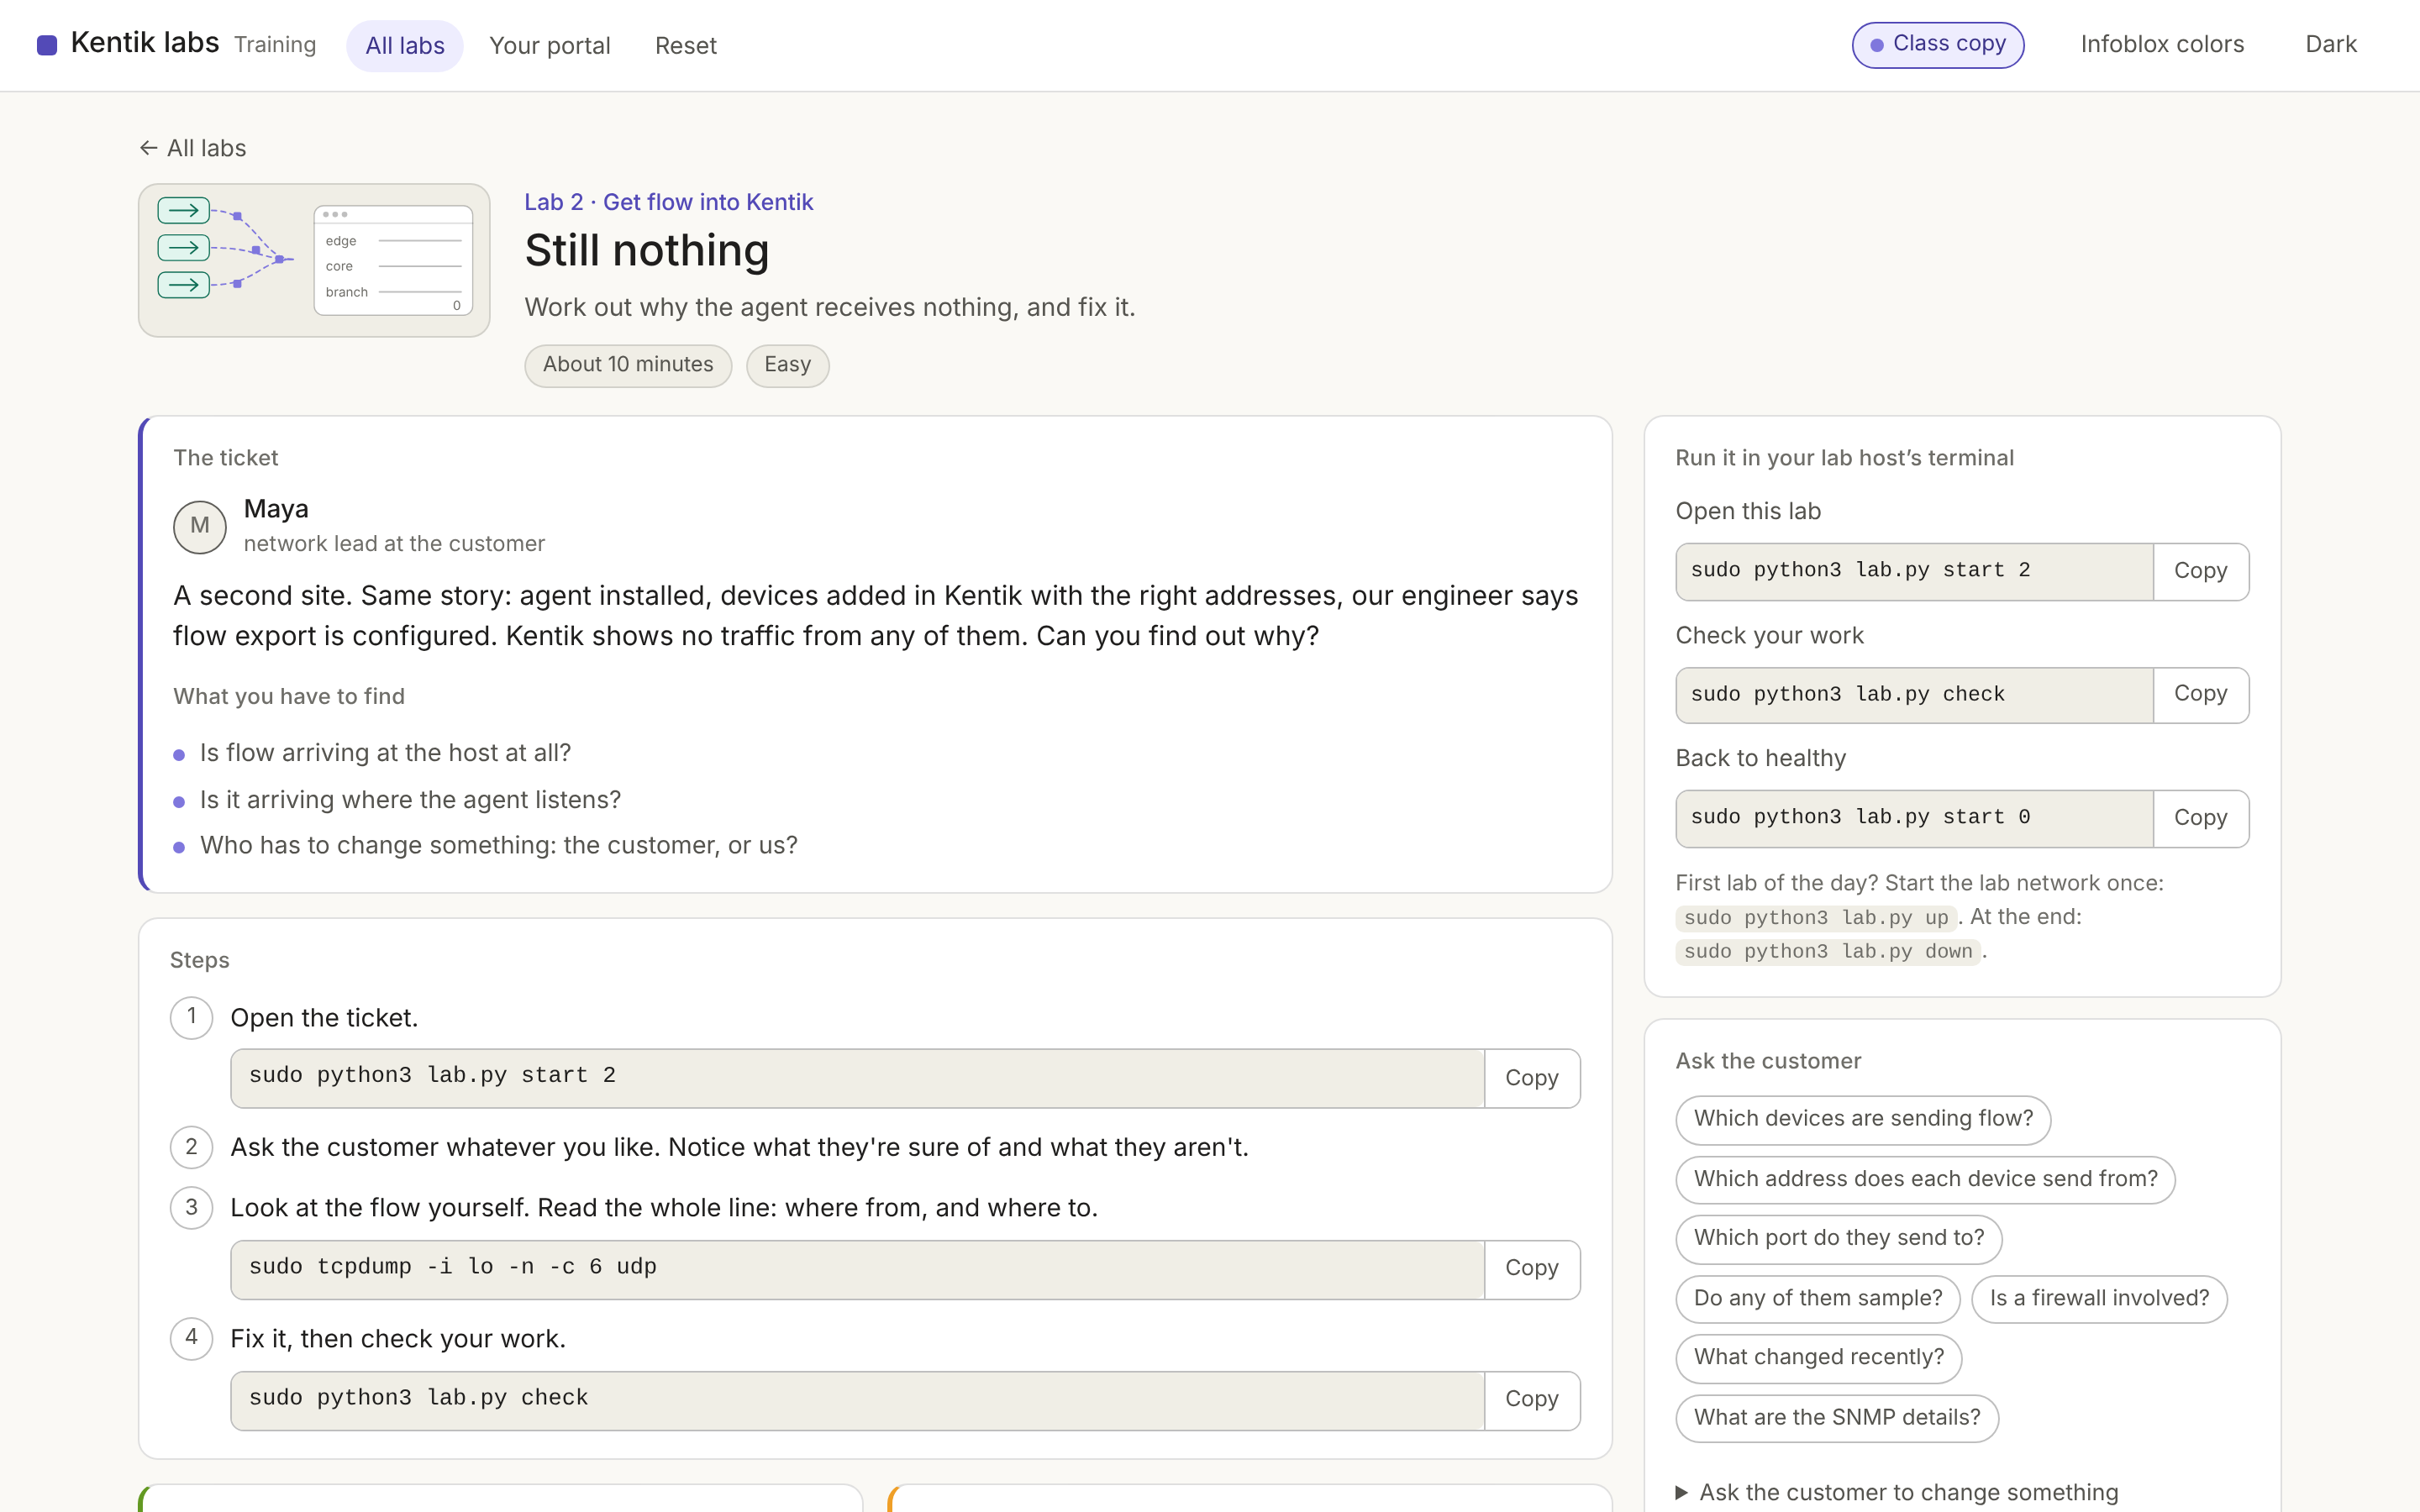 Kentik labs Training All labs Your portal Reset Class copy Infoblox colors Dark
← All labs
edge
core
branch
0
Lab 2 · Get flow into Kentik
Still nothing
Work out why the agent receives nothing, and fix it.
About 10 minutes Easy
The ticket
M
Maya
network lead at the customer
A second site. Same story: agent installed, devices added in Kentik with the right addresses, our engineer says
flow export is configured. Kentik shows no traffic from any of them. Can you find out why?
What you have to find
Is flow arriving at the host at all?
Is it arriving where the agent listens?
Who has to change something: the customer, or us?
Steps
1 Open the ticket.
sudo python3 lab.py start 2 Copy
2 Ask the customer whatever you like. Notice what they're sure of and what they aren't.
3 Look at the flow yourself. Read the whole line: where from, and where to.
sudo tcpdump -i lo -n -c 6 udp Copy
4 Fix it, then check your work.
sudo python3 lab.py check Copy
Run it in your lab host’s terminal
Open this lab
sudo python3 lab.py start 2 Copy
Check your work
sudo python3 lab.py check Copy
Back to healthy
sudo python3 lab.py start 0 Copy
First lab of the day? Start the lab network once:
sudo python3 lab.py up. At the end:
sudo python3 lab.py down.
Ask the customer
Which devices are sending flow?
Which address does each device send from?
Which port do they send to?
Do any of them sample? Is a firewall involved?
What changed recently?
What are the SNMP details?
Ask the customer to change something